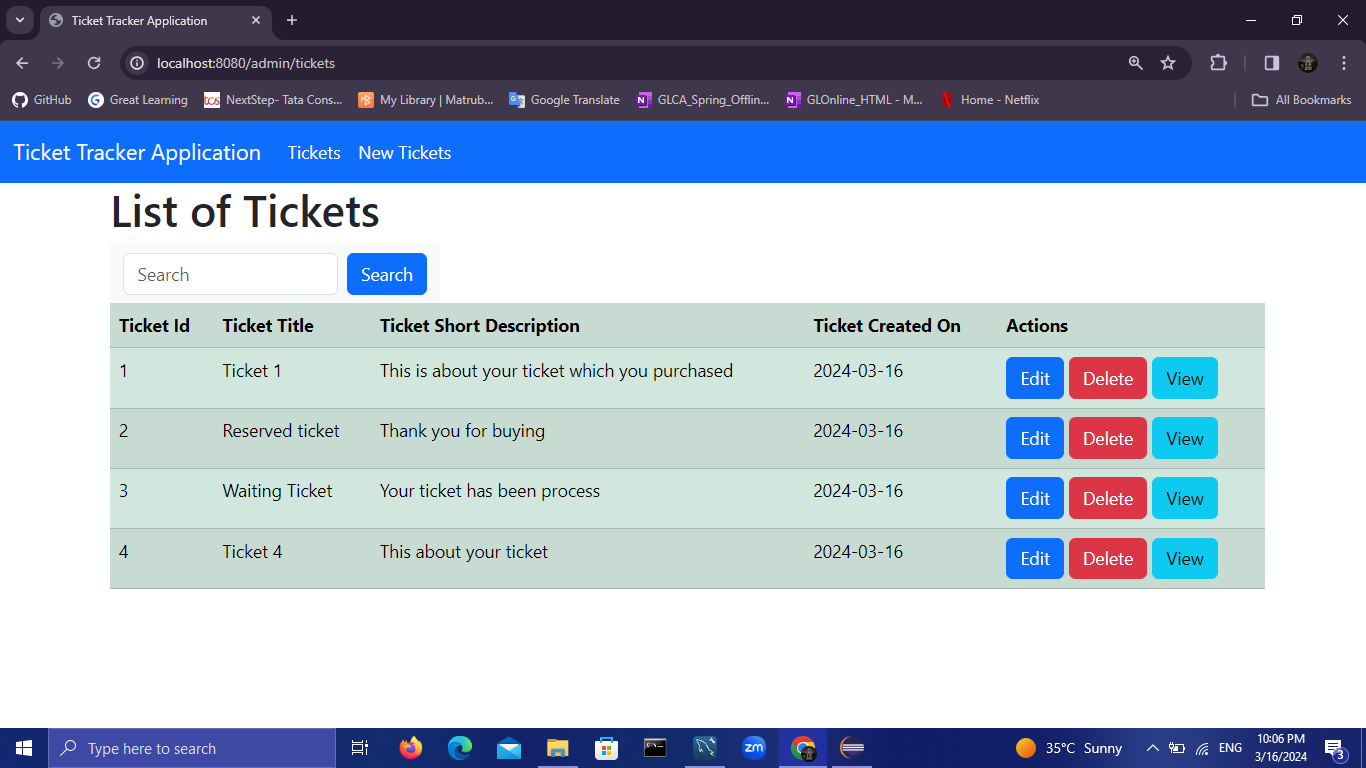 Ticket Tracker Application
localhost:8080/admin/tickets
GitHub Great Learning NextStep- Tata Cons... My Library | Matrub... Google Translate GLCA_Spring_Offlin... GLOnline_HTML - M... Home - Netflix All Bookmarks
Ticket Tracker Application Tickets New Tickets
List of Tickets
Search Search
Ticket Id Ticket Title Ticket Short Description Ticket Created On Actions
1 Ticket 1 This is about your ticket which you purchased 2024-03-16 Edit Delete View
2 Reserved ticket Thank you for buying 2024-03-16 Edit Delete View
3 Waiting Ticket Your ticket has been process 2024-03-16 Edit Delete View
4 Ticket 4 This about your ticket 2024-03-16 Edit Delete View
Type here to search zm 35°C Sunny ENG 10:06 PM
3/16/2024 3